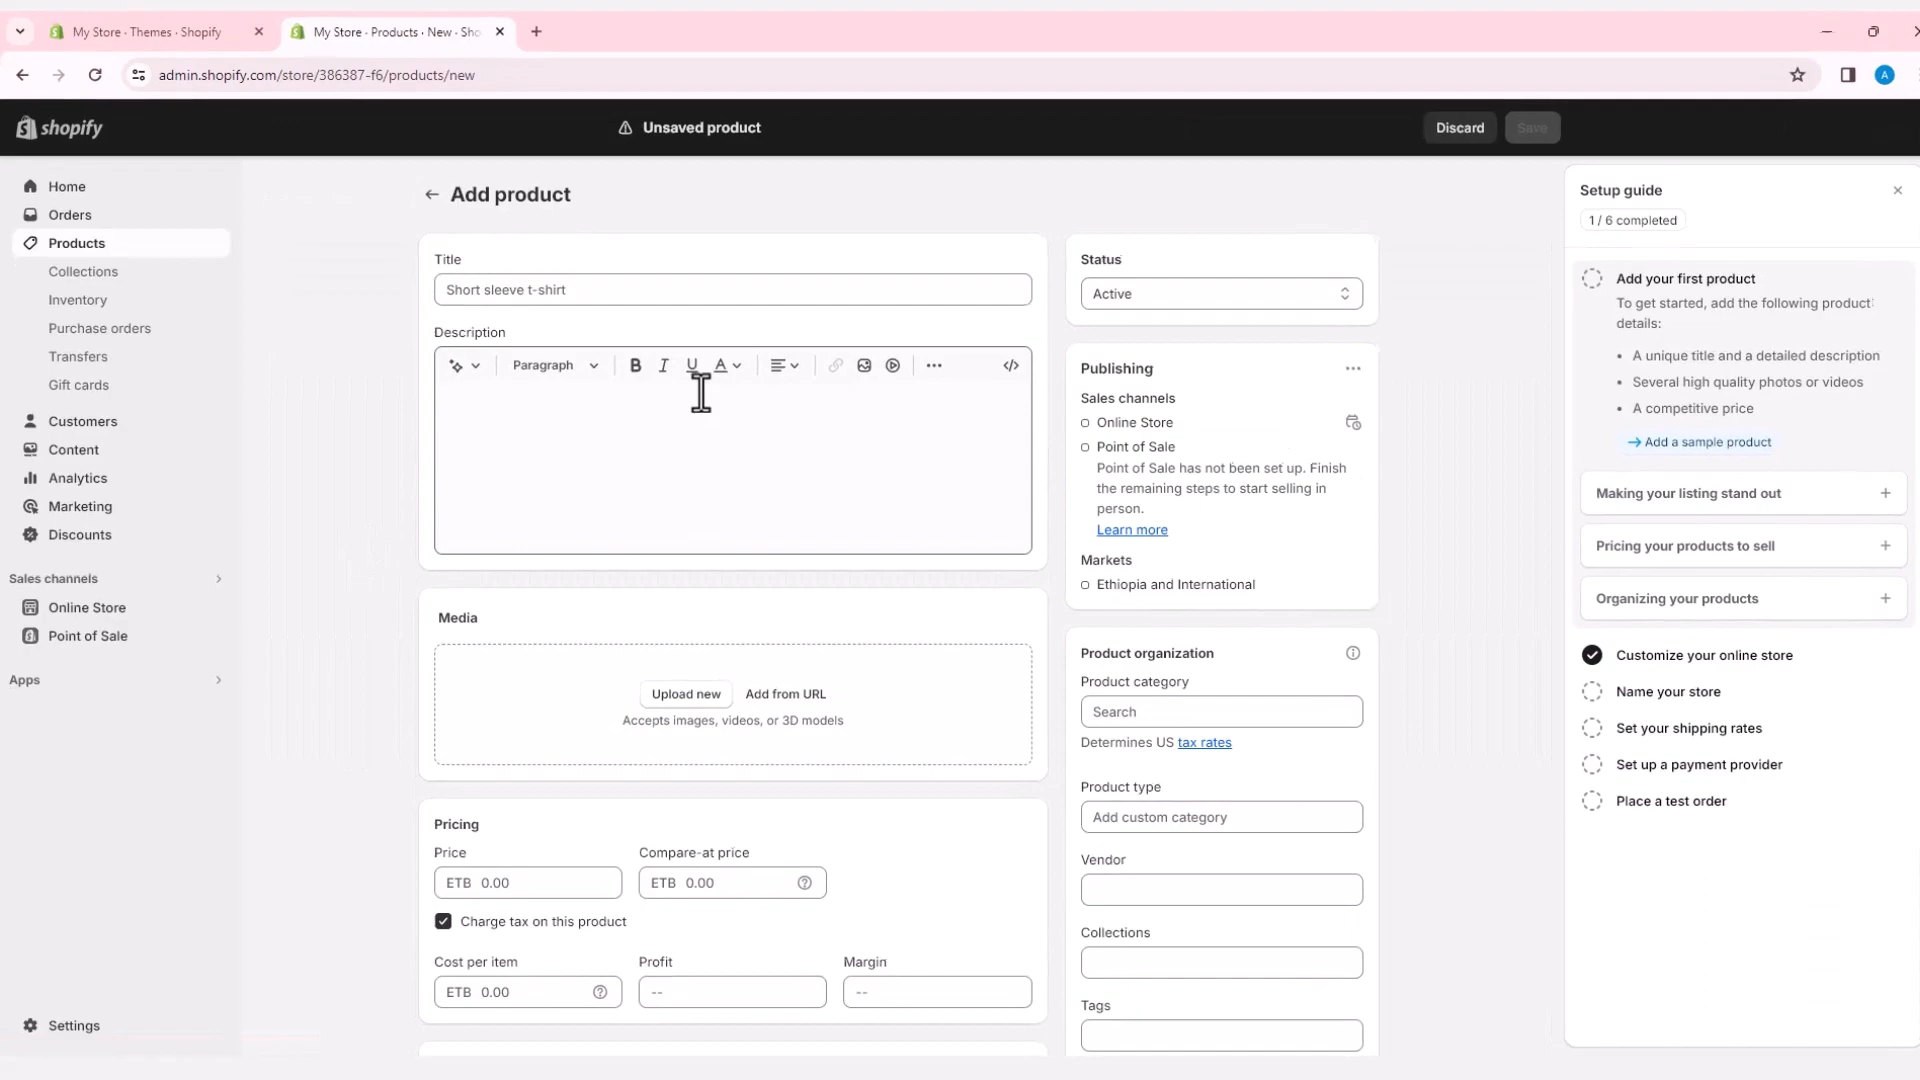 My Store · Themes · Shopify
My Store · Products · New · Sho
admin.shopify.com/store/386387-f6/products/new
A
shopify
Unsaved product
Discard
Save
Home
Orders
Products
Collections
Inventory
Purchase orders
Transfers
Gift cards
Customers
Content
Analytics
Marketing
Discounts
Sales channels
Online Store
Point of Sale
Apps
Settings
Add product
Title
Short sleeve t-shirt
Description
Paragraph
B I U A
Media
Upload new
Add from URL
Accepts images, videos, or 3D models
Pricing
Price
Compare-at price
ETB 0.00
ETB 0.00
Charge tax on this product
Cost per item
Profit
Margin
ETB 0.00
--
--
Status
Active
Publishing
Sales channels
Online Store
Point of Sale
Point of Sale has not been set up. Finish
the remaining steps to start selling in
person.
Learn more
Markets
Ethiopia and International
Product organization
Product category
Search
Determines US tax rates
Product type
Add custom category
Vendor
Collections
Tags
Setup guide
1 / 6 completed
Add your first product
To get started, add the following product
details:
• A unique title and a detailed description
• Several high quality photos or videos
• A competitive price
Add a sample product
Making your listing stand out
Pricing your products to sell
Organizing your products
Customize your online store
Name your store
Set your shipping rates
Set up a payment provider
Place a test order